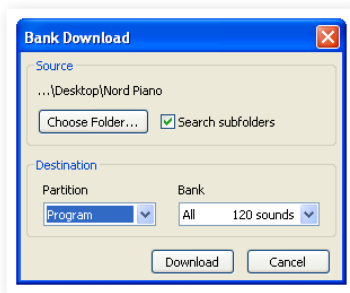 Bank Download
Source
...\Desktop\Nord Piano
Choose Folder... Search subfolders
Destination
Partition Bank
Program All 120 sounds
Download Cancel